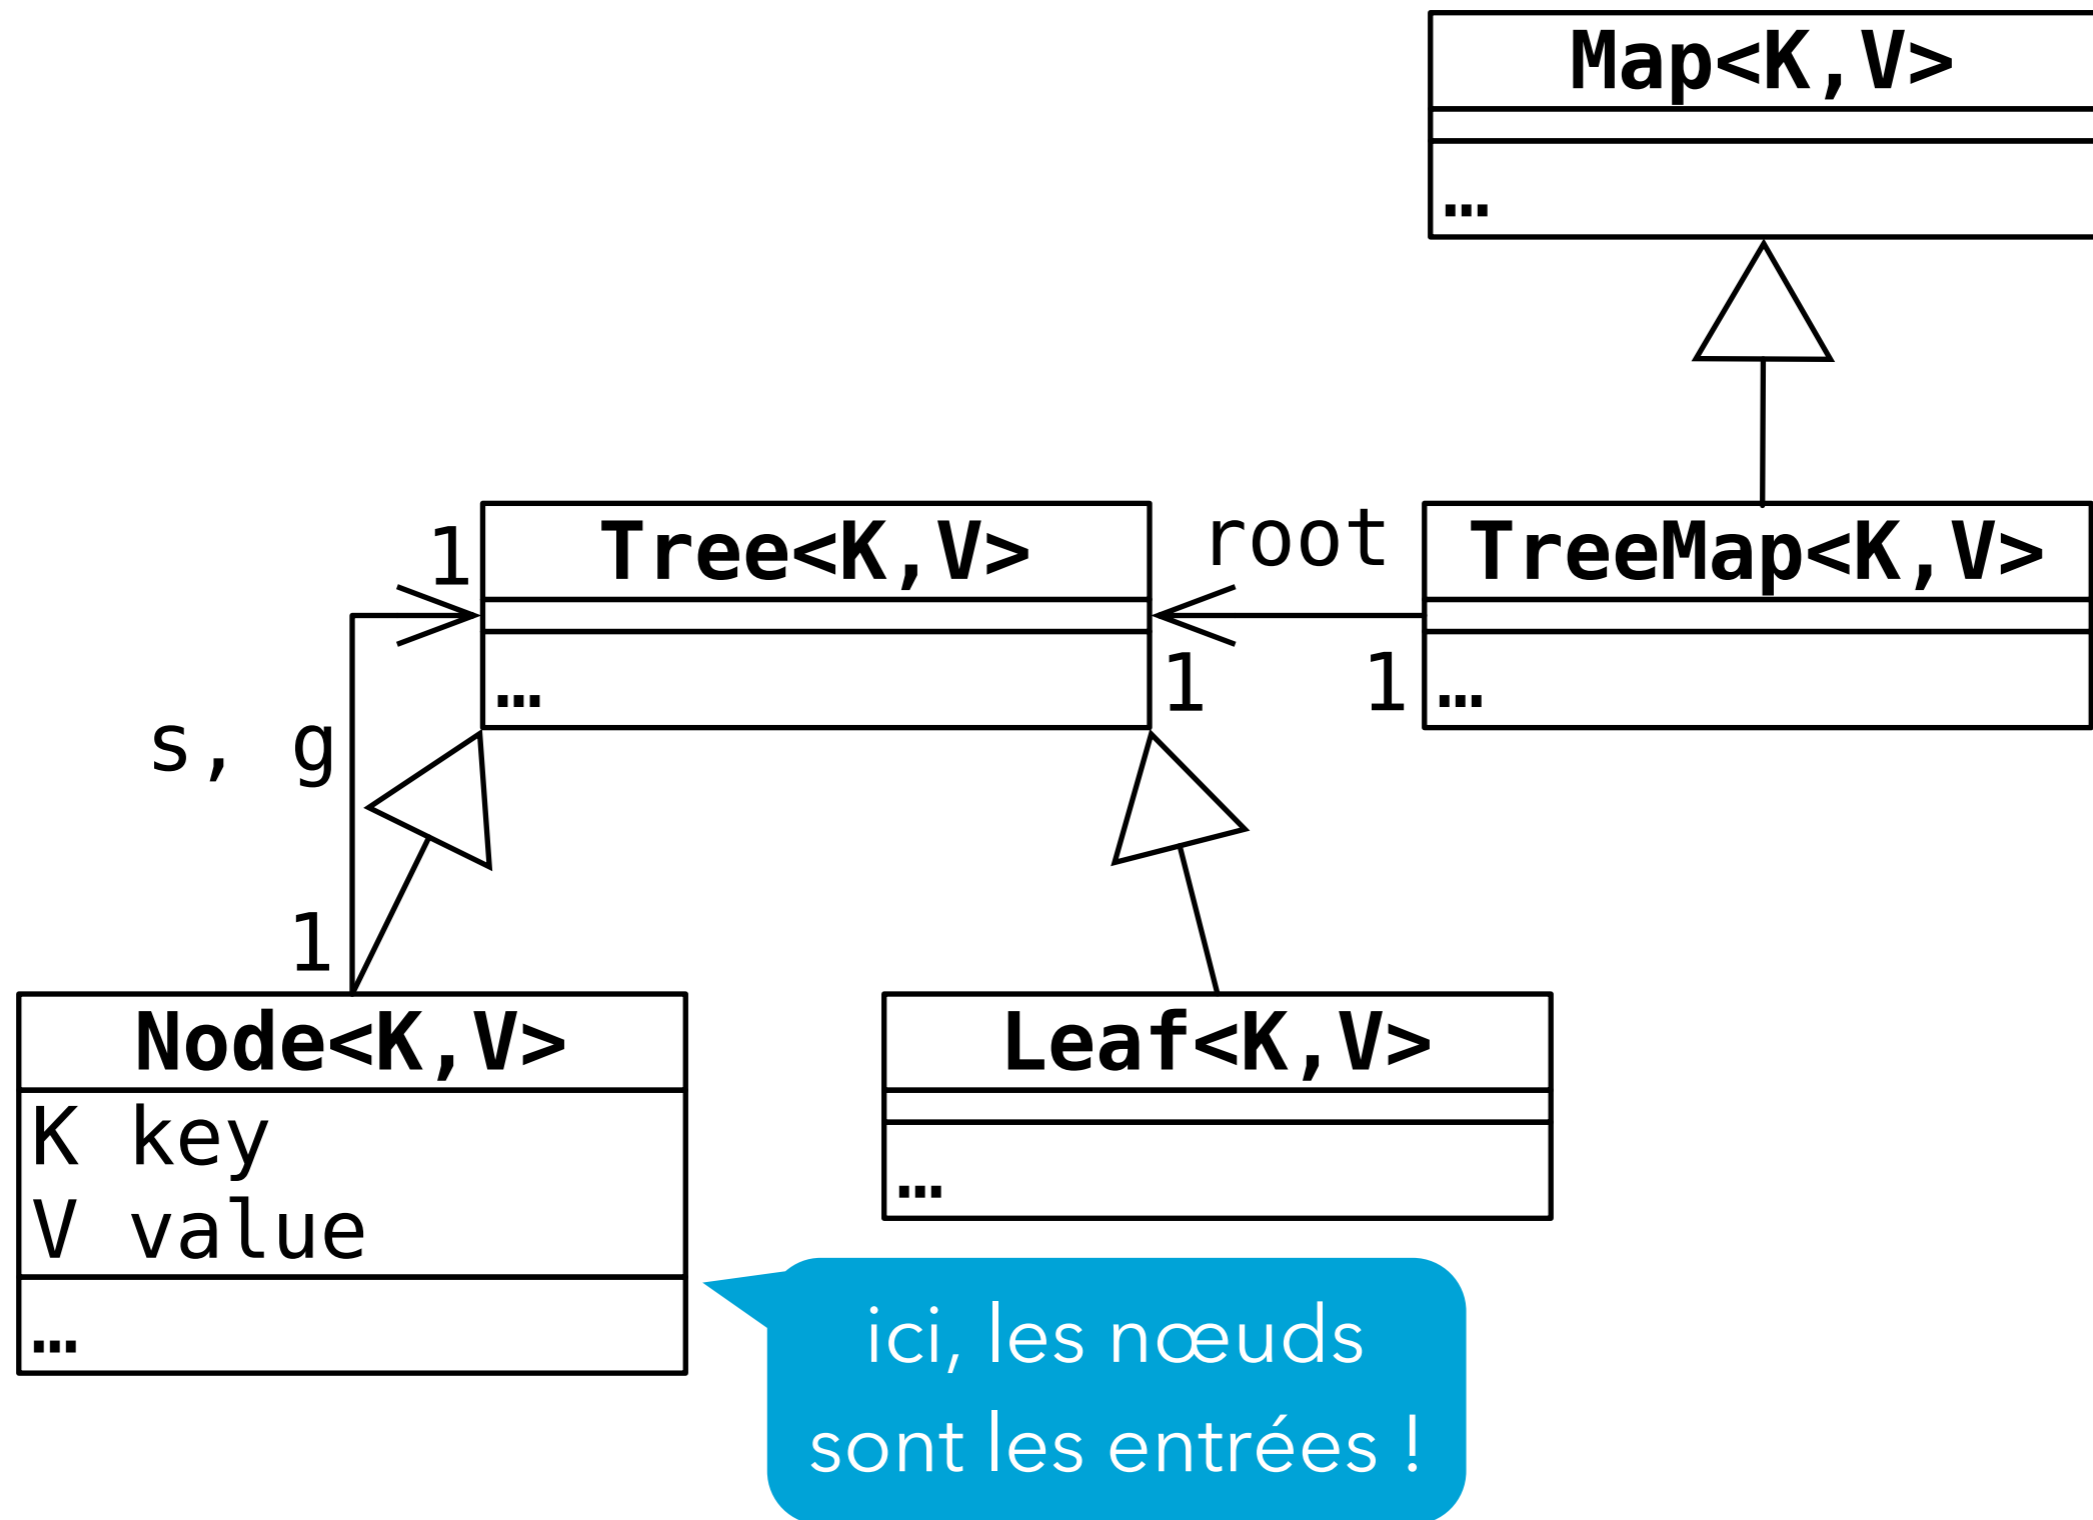 Map<K,V>
…
1
Tree<K,V>
root
TreeMap<K,V>
…
1
1
…
s, g
1
Node<K,V>
K key
V value
…
Leaf<K,V>
…
ici, les nœuds
sont les entrées !